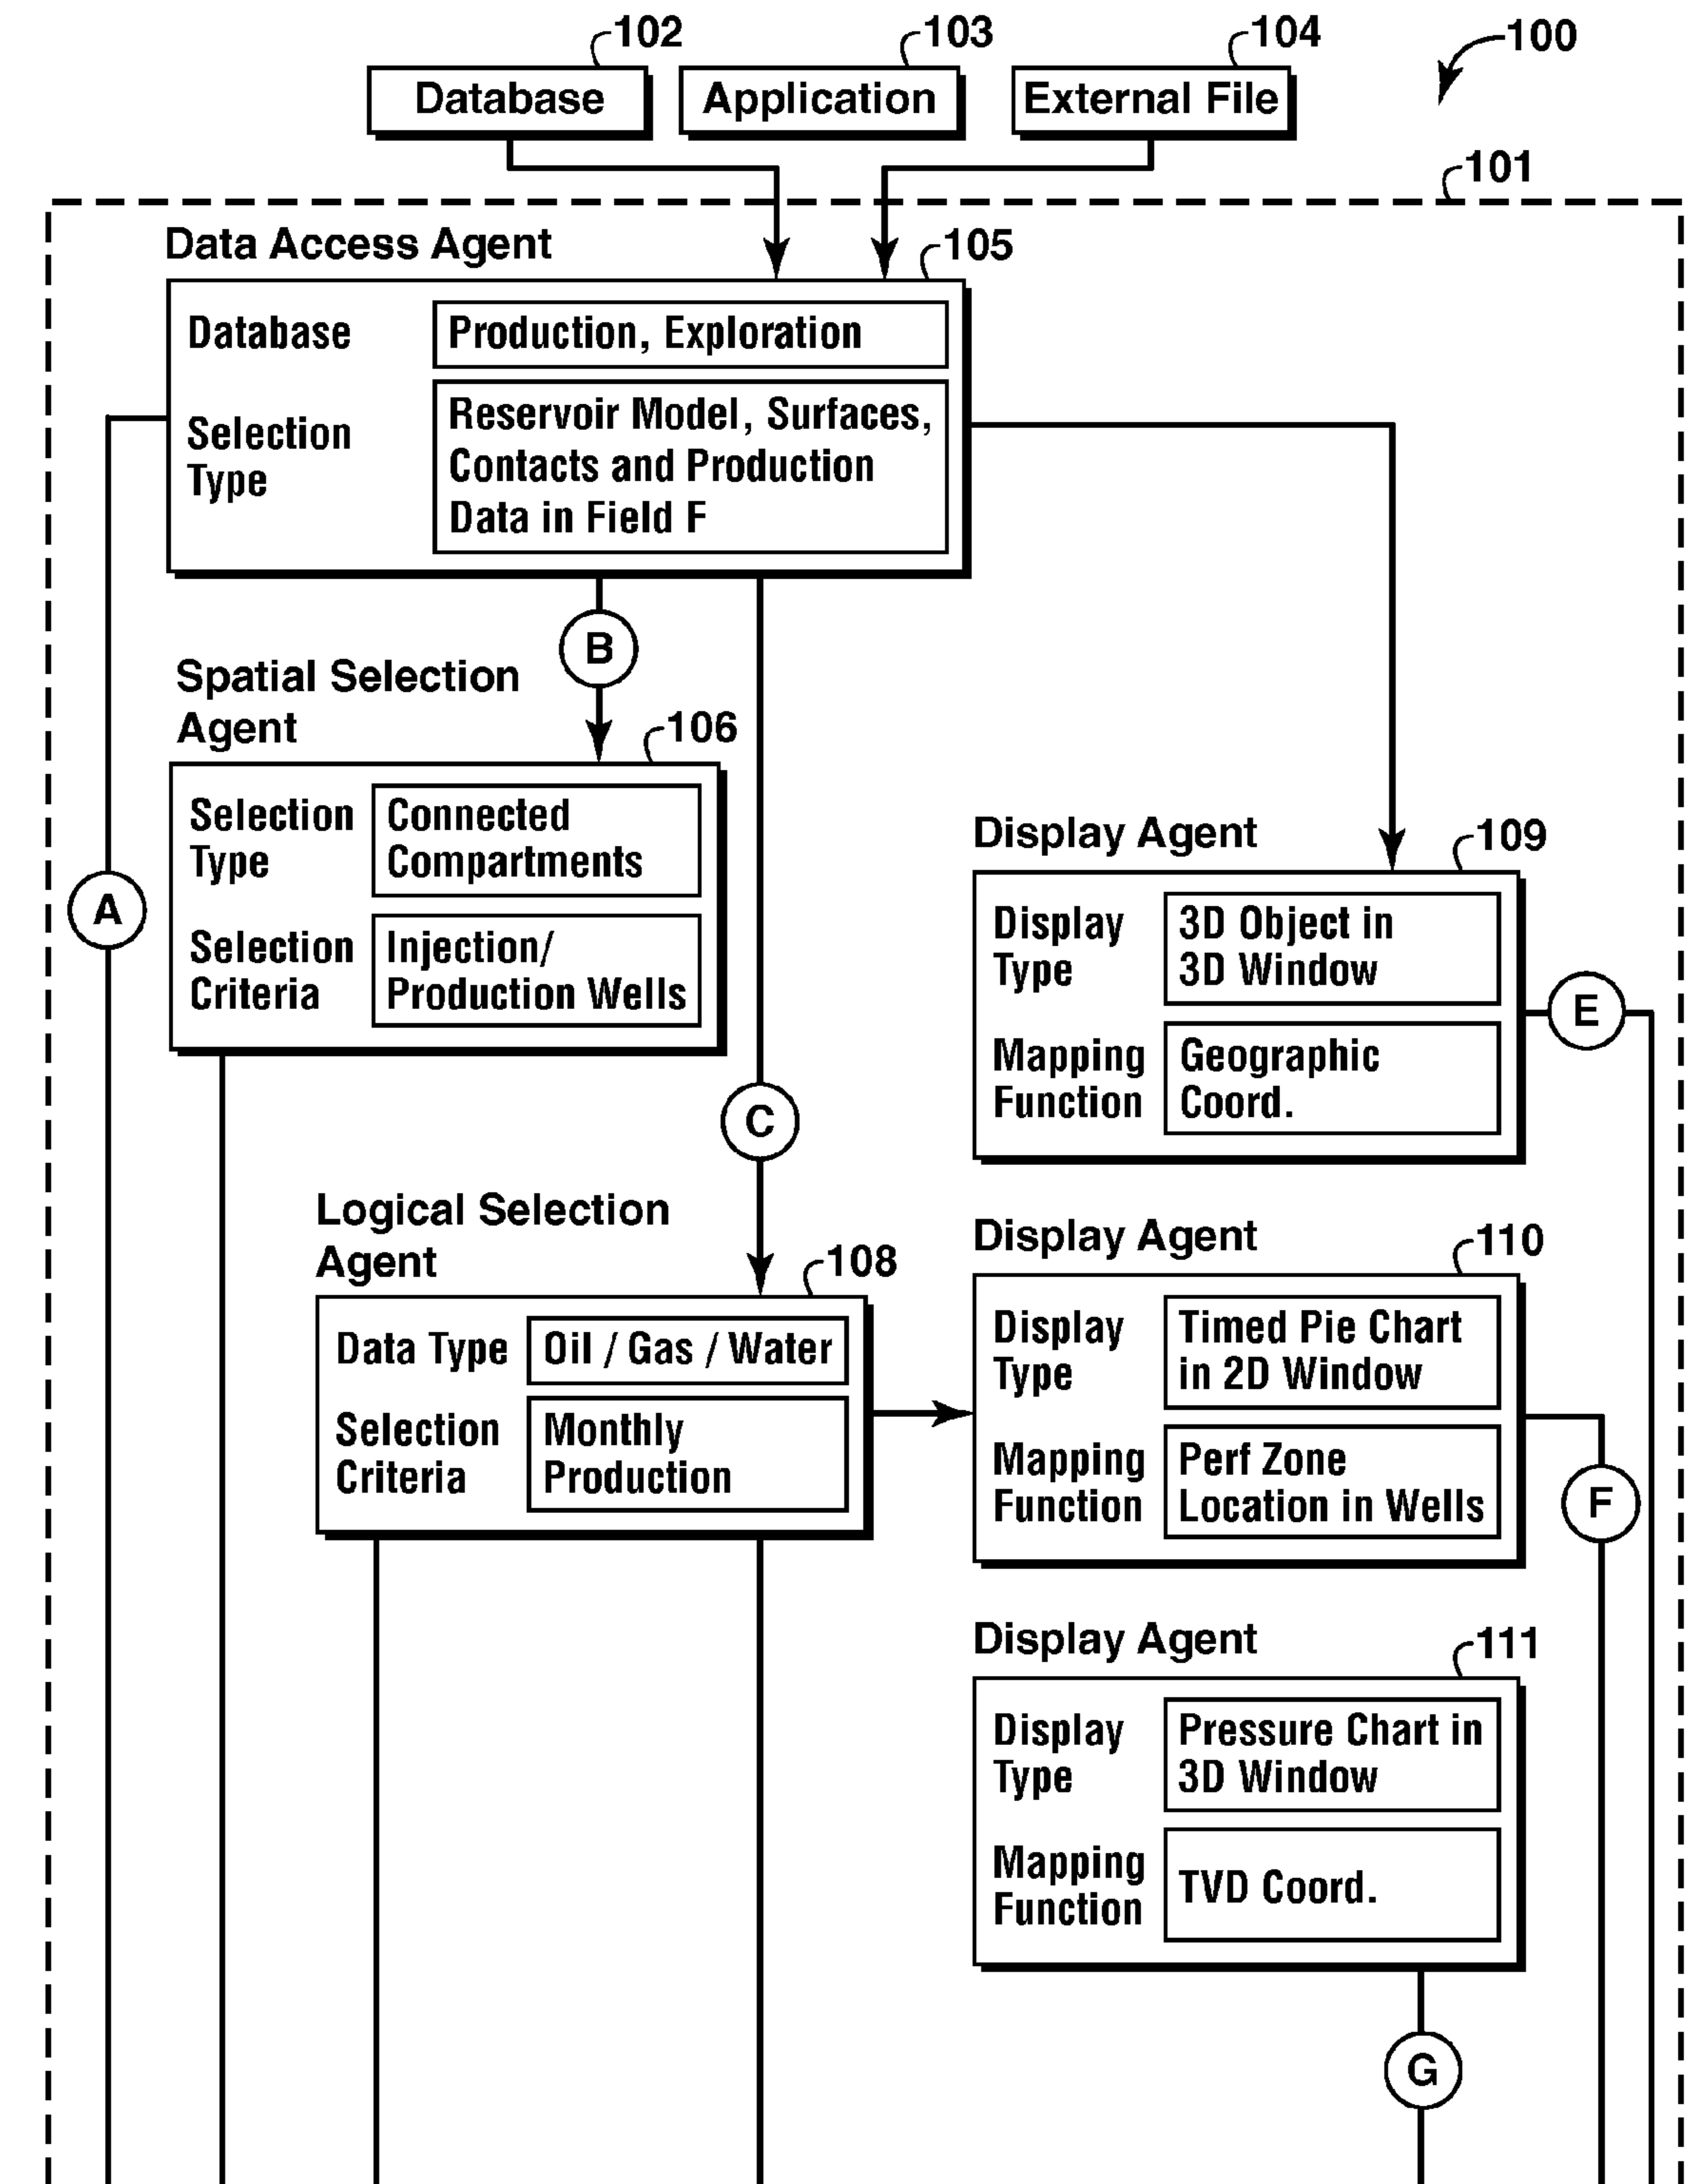 102
103
104
100
Database
Application
External File
101
Data Access Agent
105
Database
Production, Exploration
Selection
Type
Reservoir Model, Surfaces,
Contacts and Production
Data in Field F
B
Spatial Selection
Agent
106
Selection
Type
Connected
Compartments
Selection
Criteria
Injection/
Production Wells
A
Display Agent
109
Display
Type
3D Object in
3D Window
Mapping
Function
Geographic
Coord.
E
C
Logical Selection
Agent
108
Data Type
Oil / Gas / Water
Selection
Criteria
Monthly
Production
Display Agent
110
Display
Type
Timed Pie Chart
in 2D Window
Mapping
Function
Perf Zone
Location in Wells
F
Display Agent
111
Display
Type
Pressure Chart in
3D Window
Mapping
Function
TVD Coord.
G